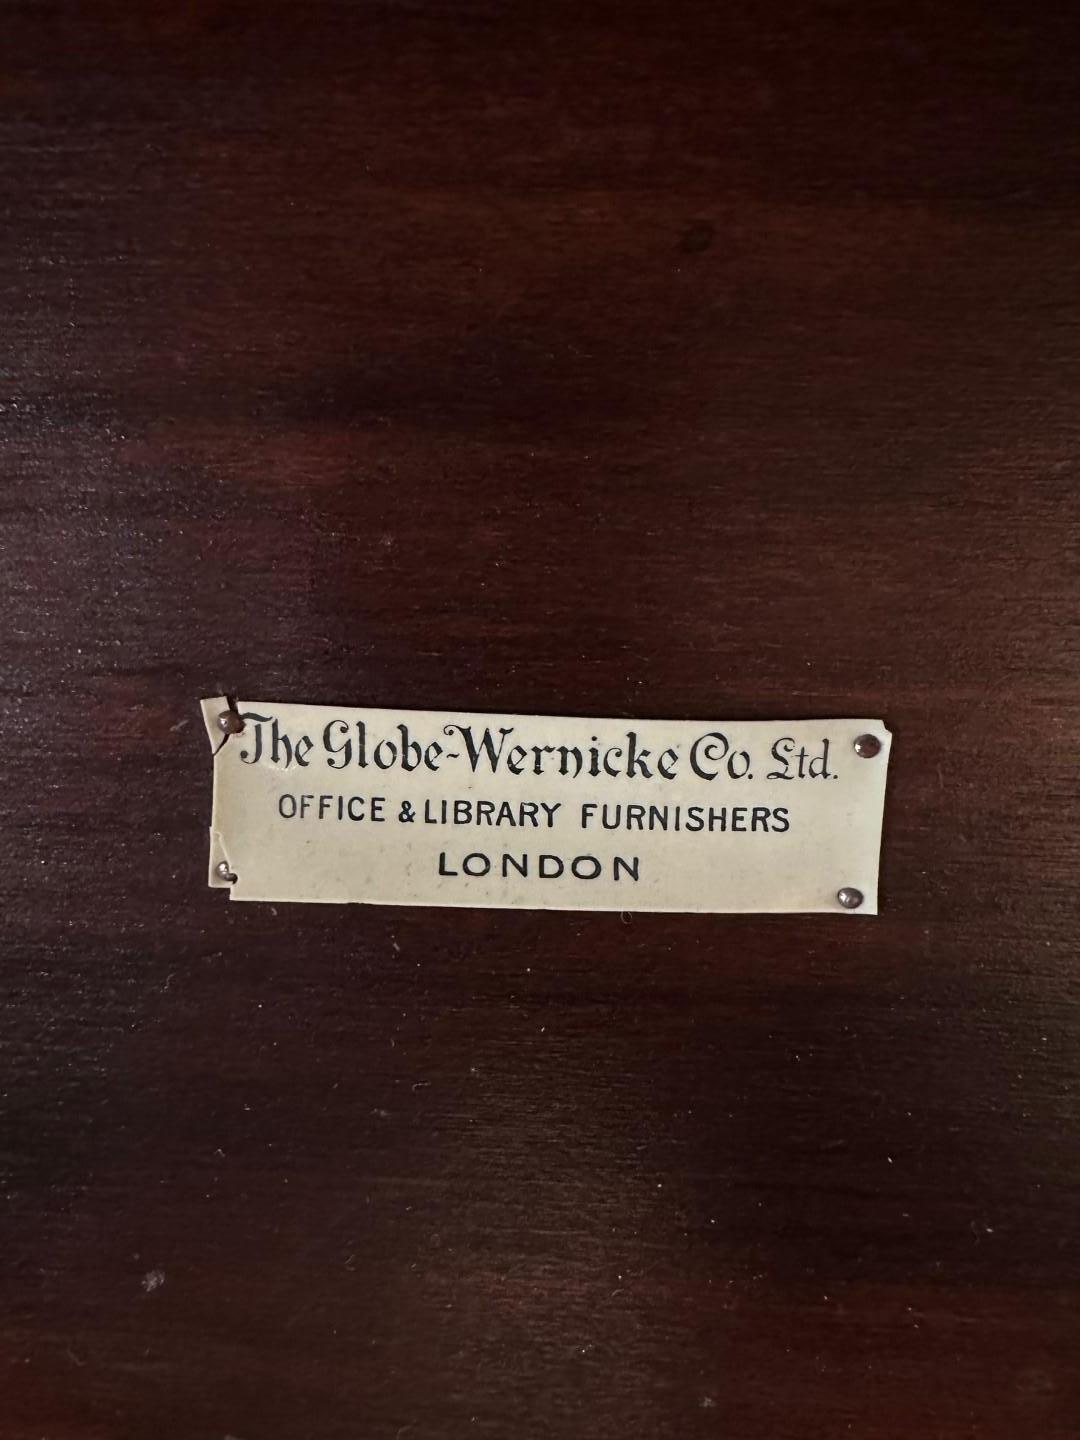 The Globe-Wernicke Co. Ltd.
OFFICE & LIBRARY FURNISHERS
LONDON